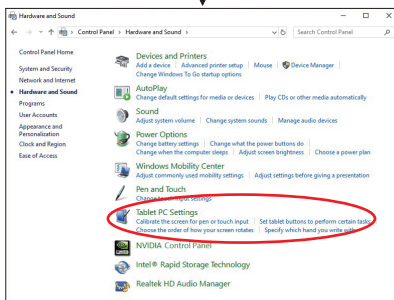 Hardware and Sound
Control Panel > Hardware and Sound >
Search Control Panel
Control Panel Home
System and Security
Network and Internet
Hardware and Sound
Programs
User Accounts
Appearance and
Personalization
Clock and Region
Ease of Access
Devices and Printers
Add a device | Advanced printer setup | Mouse | Device Manager |
Change Windows To Go startup options
AutoPlay
Change default settings for media or devices | Play CDs or other media automatically
Sound
Adjust system volume | Change system sounds | Manage audio devices
Power Options
Change battery settings | Change what the power buttons do |
Change when the computer sleeps | Adjust screen brightness | Choose a power plan
Windows Mobility Center
Adjust commonly used mobility settings | Adjust settings before giving a presentation
Pen and Touch
Change touch input settings
Tablet PC Settings
Calibrate the screen for pen or touch input | Set tablet buttons to perform certain tasks
Choose the order of how your screen rotates | Specify which hand you write with
NVIDIA Control Panel
Intel® Rapid Storage Technology
Realtek HD Audio Manager